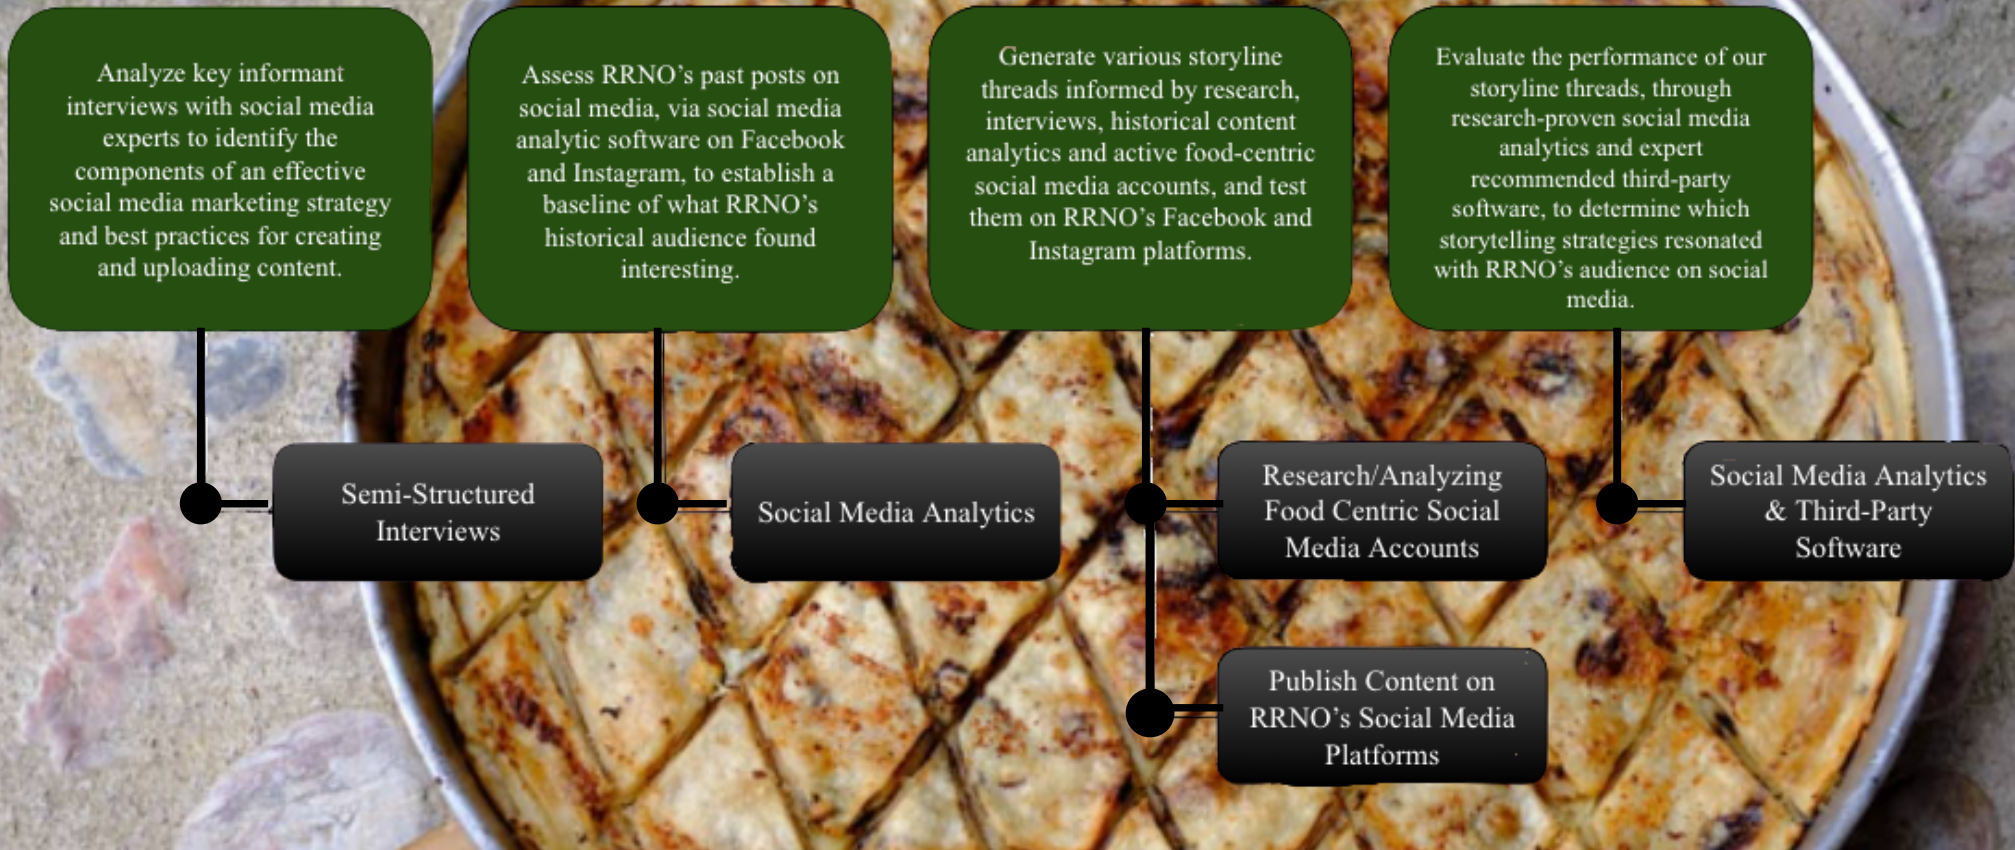 Analyze key informant
interviews with social media
experts to identify the
components of an effective
social media marketing strategy
and best practices for creating
and uploading content.
Assess RRNO’s past posts on
social media, via social media
analytic software on Facebook
and Instagram, to establish a
baseline of what RRNO’s
historical audience found
interesting.
Generate various storyline
threads informed by research,
interviews, historical content
analytics and active food-centric
social media accounts, and test
them on RRNO’s Facebook and
Instagram platforms.
Evaluate the performance of our
storyline threads, through
research-proven social media
analytics and expert
recommended third-party
software, to determine which
storytelling strategies resonated
with RRNO’s audience on social
media.
Semi-Structured
Interviews
Social Media Analytics
Research/Analyzing
Food Centric Social
Media Accounts
Social Media Analytics
& Third-Party
Software
Publish Content on
RRNO’s Social Media
Platforms